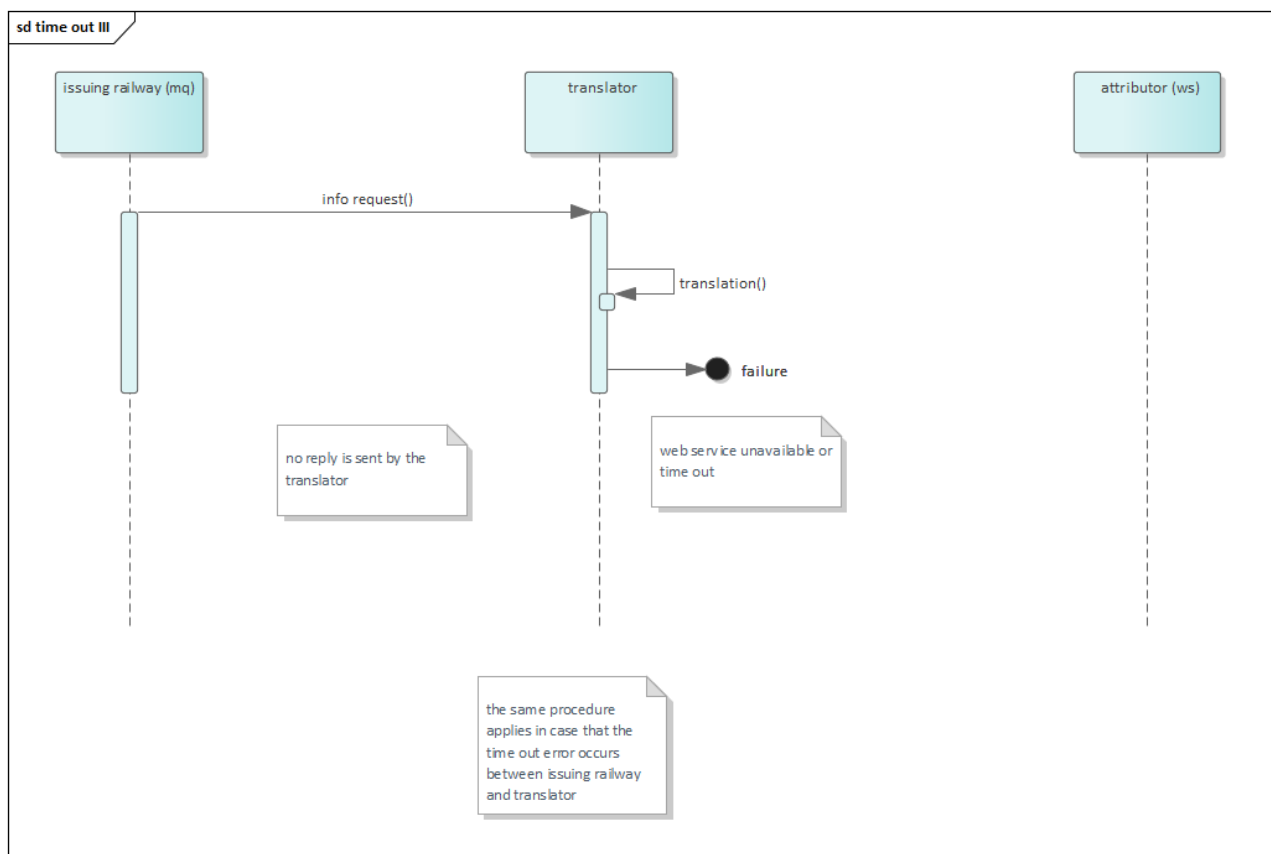 sd time out III
issuing railway (mq)
translator
attributor (ws)
info request()
translation()
failure
no reply is sent by the
translator
web service unavailable or
time out
the same procedure
applies in case that the
time out error occurs
between issuing railway
and translator